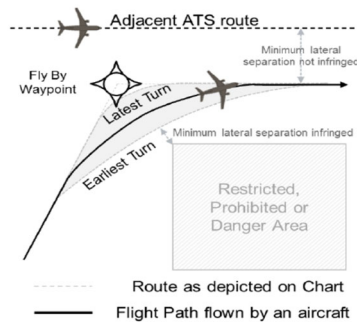 Adjacent ATS route
Minimum lateral
separation not infringed
Fly By
Waypoint
Latest Turn
Earliest Turn
Minimum lateral separation infringed
Restricted,
Prohibited or
Danger Area
Route as depicted on Chart
Flight Path flown by an aircraft